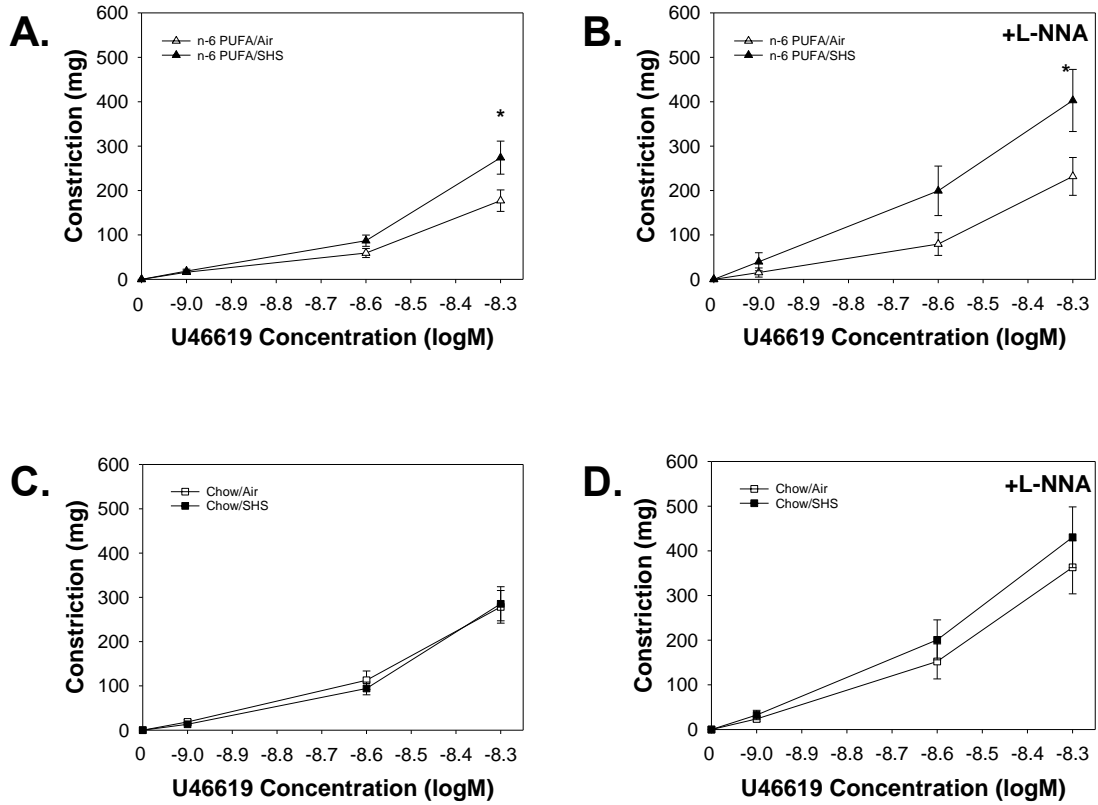 A.
600
500
400
300
200
100
0
Constriction (mg)
n-6 PUFA/Air
n-6 PUFA/SHS
*
0 -9.0 -8.9 -8.8 -8.7 -8.6 -8.5 -8.4 -8.3
U46619 Concentration (logM)
B.
600
500
400
300
200
100
0
Constriction (mg)
n-6 PUFA/Air
n-6 PUFA/SHS
+L-NNA
*
0 -9.0 -8.9 -8.8 -8.7 -8.6 -8.5 -8.4 -8.3
U46619 Concentration (logM)
C.
600
500
400
300
200
100
0
Constriction (mg)
Chow/Air
Chow/SHS
0 -9.0 -8.9 -8.8 -8.7 -8.6 -8.5 -8.4 -8.3
U46619 Concentration (logM)
D.
600
500
400
300
200
100
0
Constriction (mg)
Chow/Air
Chow/SHS
+L-NNA
0 -9.0 -8.9 -8.8 -8.7 -8.6 -8.5 -8.4 -8.3
U46619 Concentration (logM)